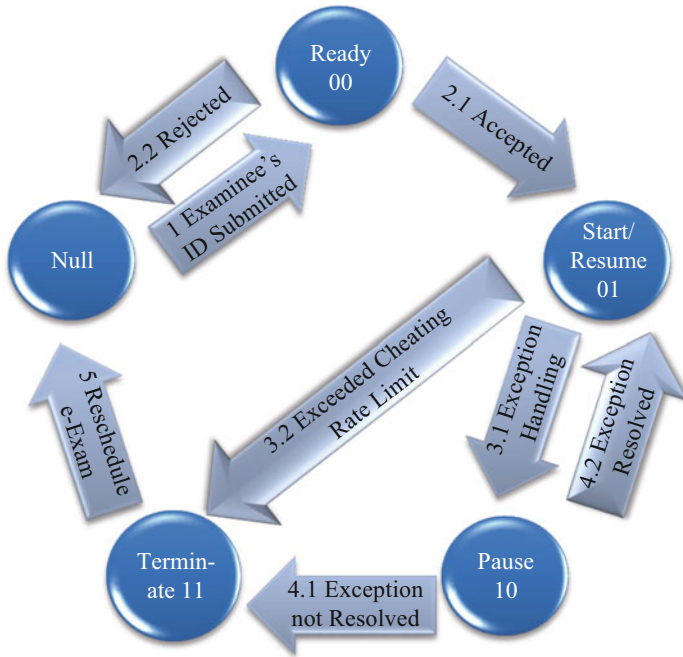 Ready
00
2.2 Rejected
2.1 Accepted
1 Examinee’s
ID Submitted
Null
Start/
Resume
01
3.2 Exceeded Cheating
Rate Limit
3.1 Exception
Handling
4.2 Exception
Resolved
5 Reschedule
e-Exam
Termin-
ate 11
4.1 Exception
not Resolved
Pause
10